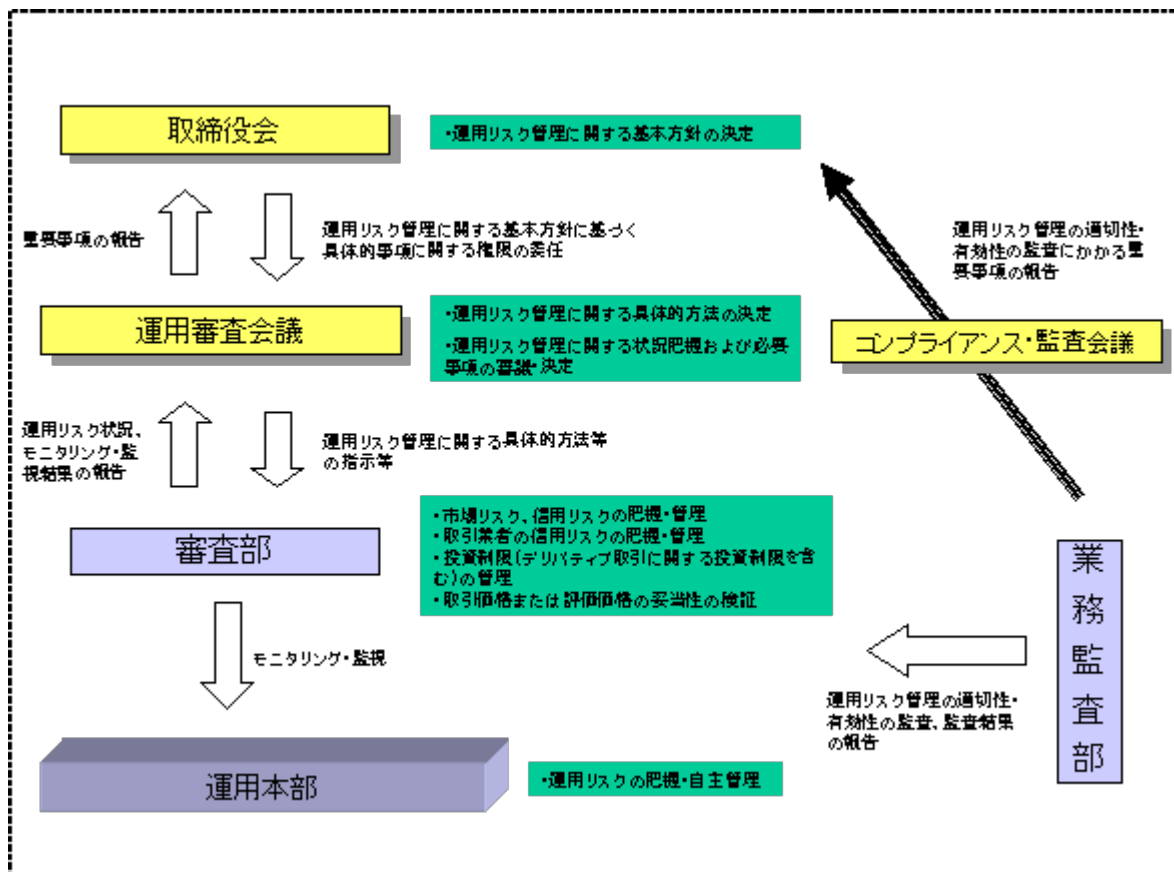 取締役会
・運用リスク管理に関する基本方針の決定
重要事項の報告
運用リスク管理に関する基本方針に基づく
具体的事項に関する権限の委任
運用リスク管理の適切性・
有効性の監査にかかる重
要事項の報告
運用審査会議
・運用リスク管理に関する具体的方法の決定
・運用リスク管理に関する状況把握および必要
事項の審議・決定
コンプライアンス・監査会議
運用リスク状況、
モニタリング・監
視結果の報告
運用リスク管理に関する具体的方法等
の指示等
審査部
・市場リスク、信用リスクの把握・管理
・取引業者の信用リスクの把握・管理
・投資制限(デリバティブ取引に関する投資制限を含
む)の管理
・取引価格または評価価格の妥当性の検証
業務監査部
モニタリング・監視
運用リスク管理の適切性・
有効性の監査、監査結果
の報告
運用本部
・運用リスクの把握・自主管理